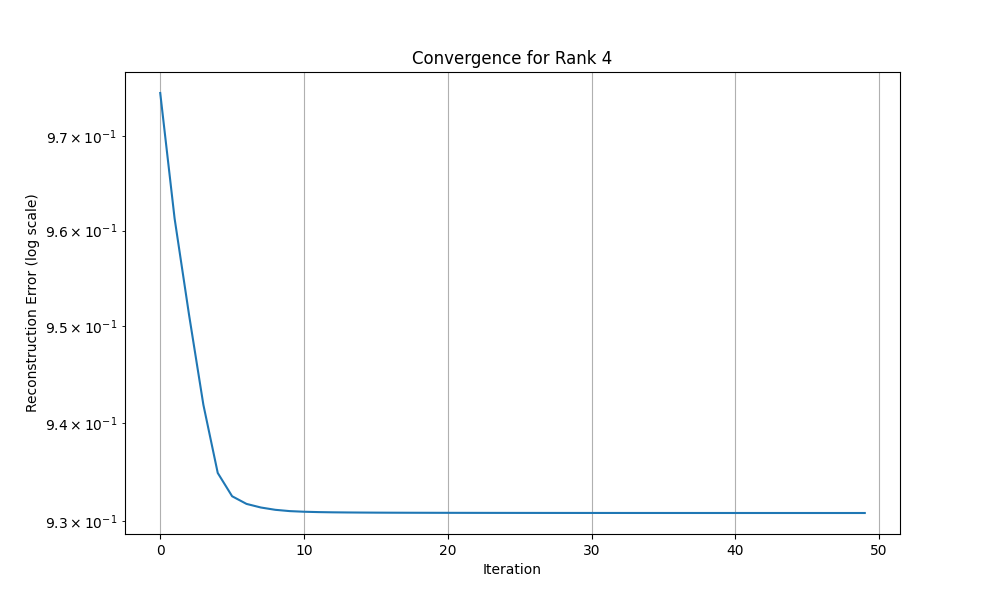 Convergence for Rank 4
Reconstruction Error (log scale)
9.7 × 10⁻¹
9.6 × 10⁻¹
9.5 × 10⁻¹
9.4 × 10⁻¹
9.3 × 10⁻¹
0 10 20 30 40 50
Iteration